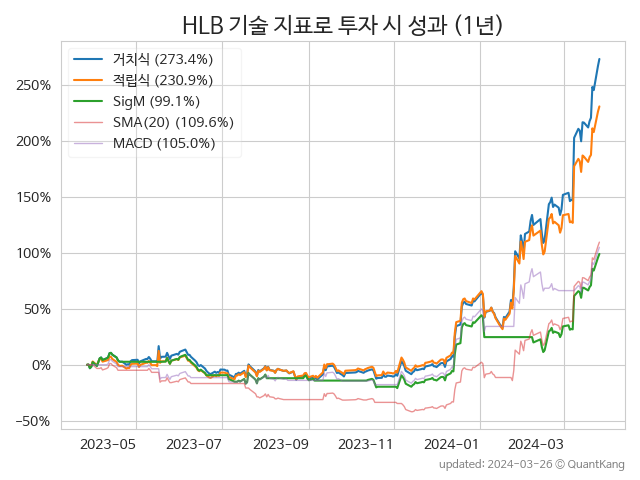 HLB 기술 지표로 투자 시 성과 (1년)
거치식 (273.4%)
적립식 (230.9%)
SigM (99.1%)
SMA(20) (109.6%)
MACD (105.0%)
250%
200%
150%
100%
50%
0%
−50%
2023-05 2023-07 2023-09 2023-11 2024-01 2024-03
updated: 2024-03-26 © QuantKang